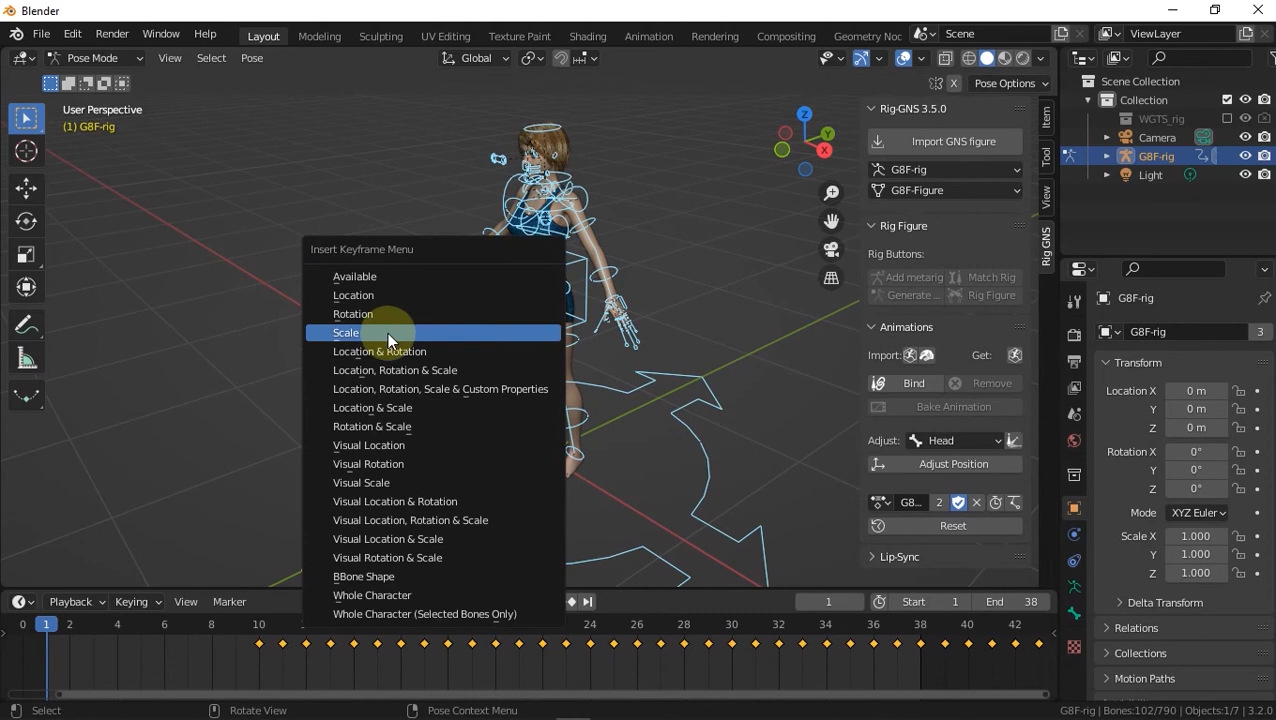 Blender
File Edit Render Window Help Layout Modeling Sculpting UV Editing Texture Paint Shading Animation Rendering Compositing Geometry Noc Scene ViewLayer
Pose Mode View Select Pose Global
X Pose Options
User Perspective
(1) G8F-rig
Z
Y
X
Insert Keyframe Menu
Available
Location
Rotation
Scale
Location & Rotation
Location, Rotation & Scale
Location, Rotation, Scale & Custom Properties
Location & Scale
Rotation & Scale
Visual Location
Visual Rotation
Visual Scale
Visual Location & Rotation
Visual Location, Rotation & Scale
Visual Location & Scale
Visual Rotation & Scale
BBone Shape
Whole Character
Whole Character (Selected Bones Only)
Rig-GNS 3.5.0
Import GNS figure
G8F-rig
G8F-Figure
Rig Figure
Rig Buttons:
Add metarig Match Rig
Generate ... Rig Figure
Animations
Import: Get:
Bind Remove
Bake Animation
Adjust: Head
Adjust Position
G8... 2
Reset
Lip-Sync
Item
Tool
View
Rig GNS
Scene Collection
Collection
WGTS_rig
Camera
G8F-rig
Light
G8F-rig
G8F-rig 3
Transform
Location X 0 m
Y 0 m
Z 0 m
Rotation X 0°
Y 0°
Z 0°
Mode XYZ Euler
Scale X 1.000
Y 1.000
Z 1.000
Delta Transform
Relations
Collections
Motion Paths
Playback Keying View Marker 1 Start 1 End 38
0 1 2 4 6 8 10 24 26 28 30 32 34 36 38 40 42
Select Rotate View Pose Context Menu G8F-rig | Bones:102/790 | Objects:1/7 | 3.2.0